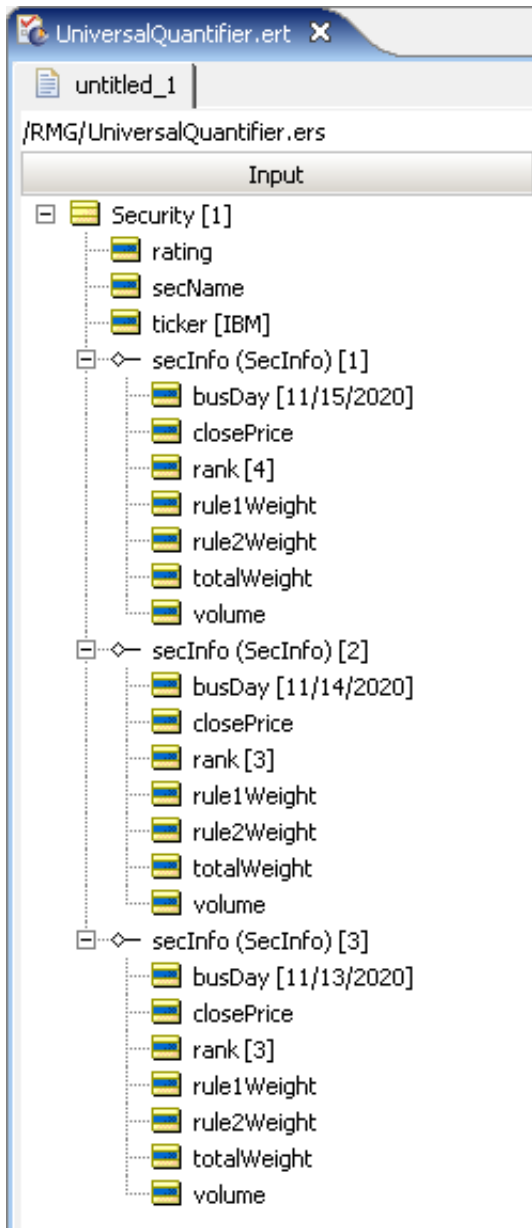 UniversalQuantifier.ert
untitled_1
/RMG/UniversalQuantifier.ers
Input
Security [1]
rating
secName
ticker [IBM]
secInfo (SecInfo) [1]
busDay [11/15/2020]
closePrice
rank [4]
rule1Weight
rule2Weight
totalWeight
volume
secInfo (SecInfo) [2]
busDay [11/14/2020]
closePrice
rank [3]
rule1Weight
rule2Weight
totalWeight
volume
secInfo (SecInfo) [3]
busDay [11/13/2020]
closePrice
rank [3]
rule1Weight
rule2Weight
totalWeight
volume